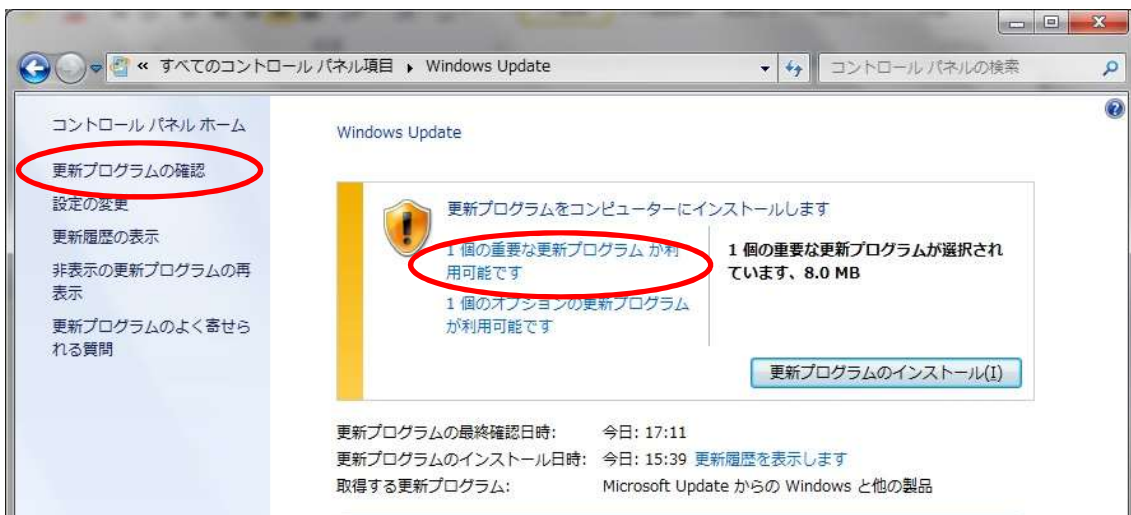 « すべてのコントロール パネル項目 ▸ Windows Update
コントロール パネルの検索
コントロール パネル ホーム
更新プログラムの確認
設定の変更
更新履歴の表示
非表示の更新プログラムの再
表示
更新プログラムのよく寄せら
れる質問
Windows Update
更新プログラムをコンピューターにインストールします
1 個の重要な更新プログラム が利
用可能です
1 個のオプションの更新プログラム
が利用可能です
1 個の重要な更新プログラムが選択され
ています、8.0 MB
更新プログラムのインストール(I)
更新プログラムの最終確認日時: 今日: 17:11
更新プログラムのインストール日時: 今日: 15:39 更新履歴を表示します
取得する更新プログラム: Microsoft Update からの Windows と他の製品